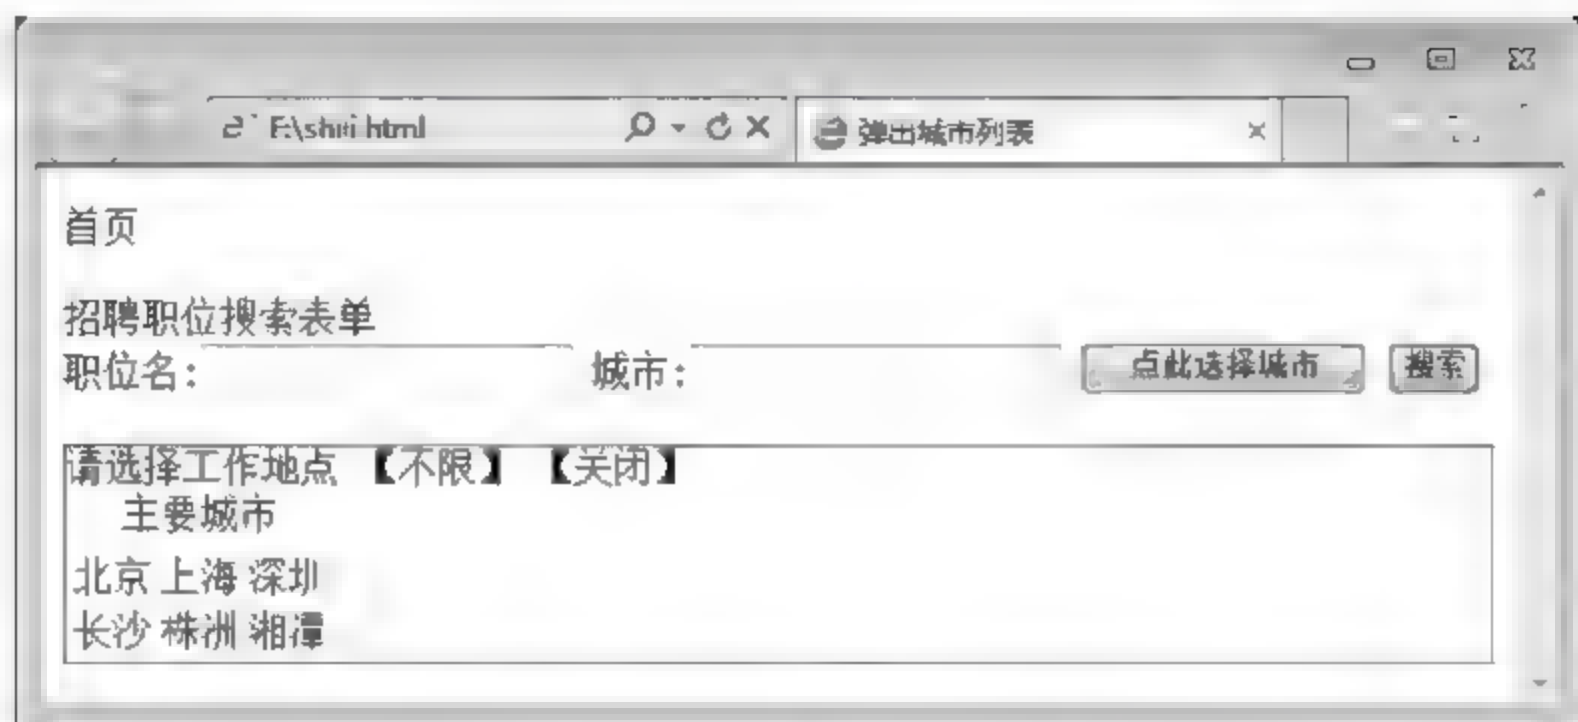 弹出城市列表
首页
招聘职位搜索表单
职位名: 城市: 点此选择城市 搜索
请选择工作地点 【不限】 【关闭】
主要城市
北京 上海 深圳
长沙 株洲 湘潭